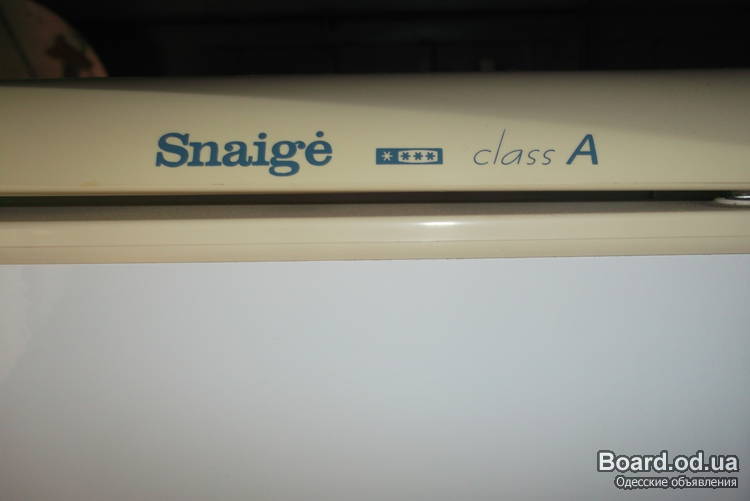 Snaigė **** class A
Board.od.ua
Одесские объявления